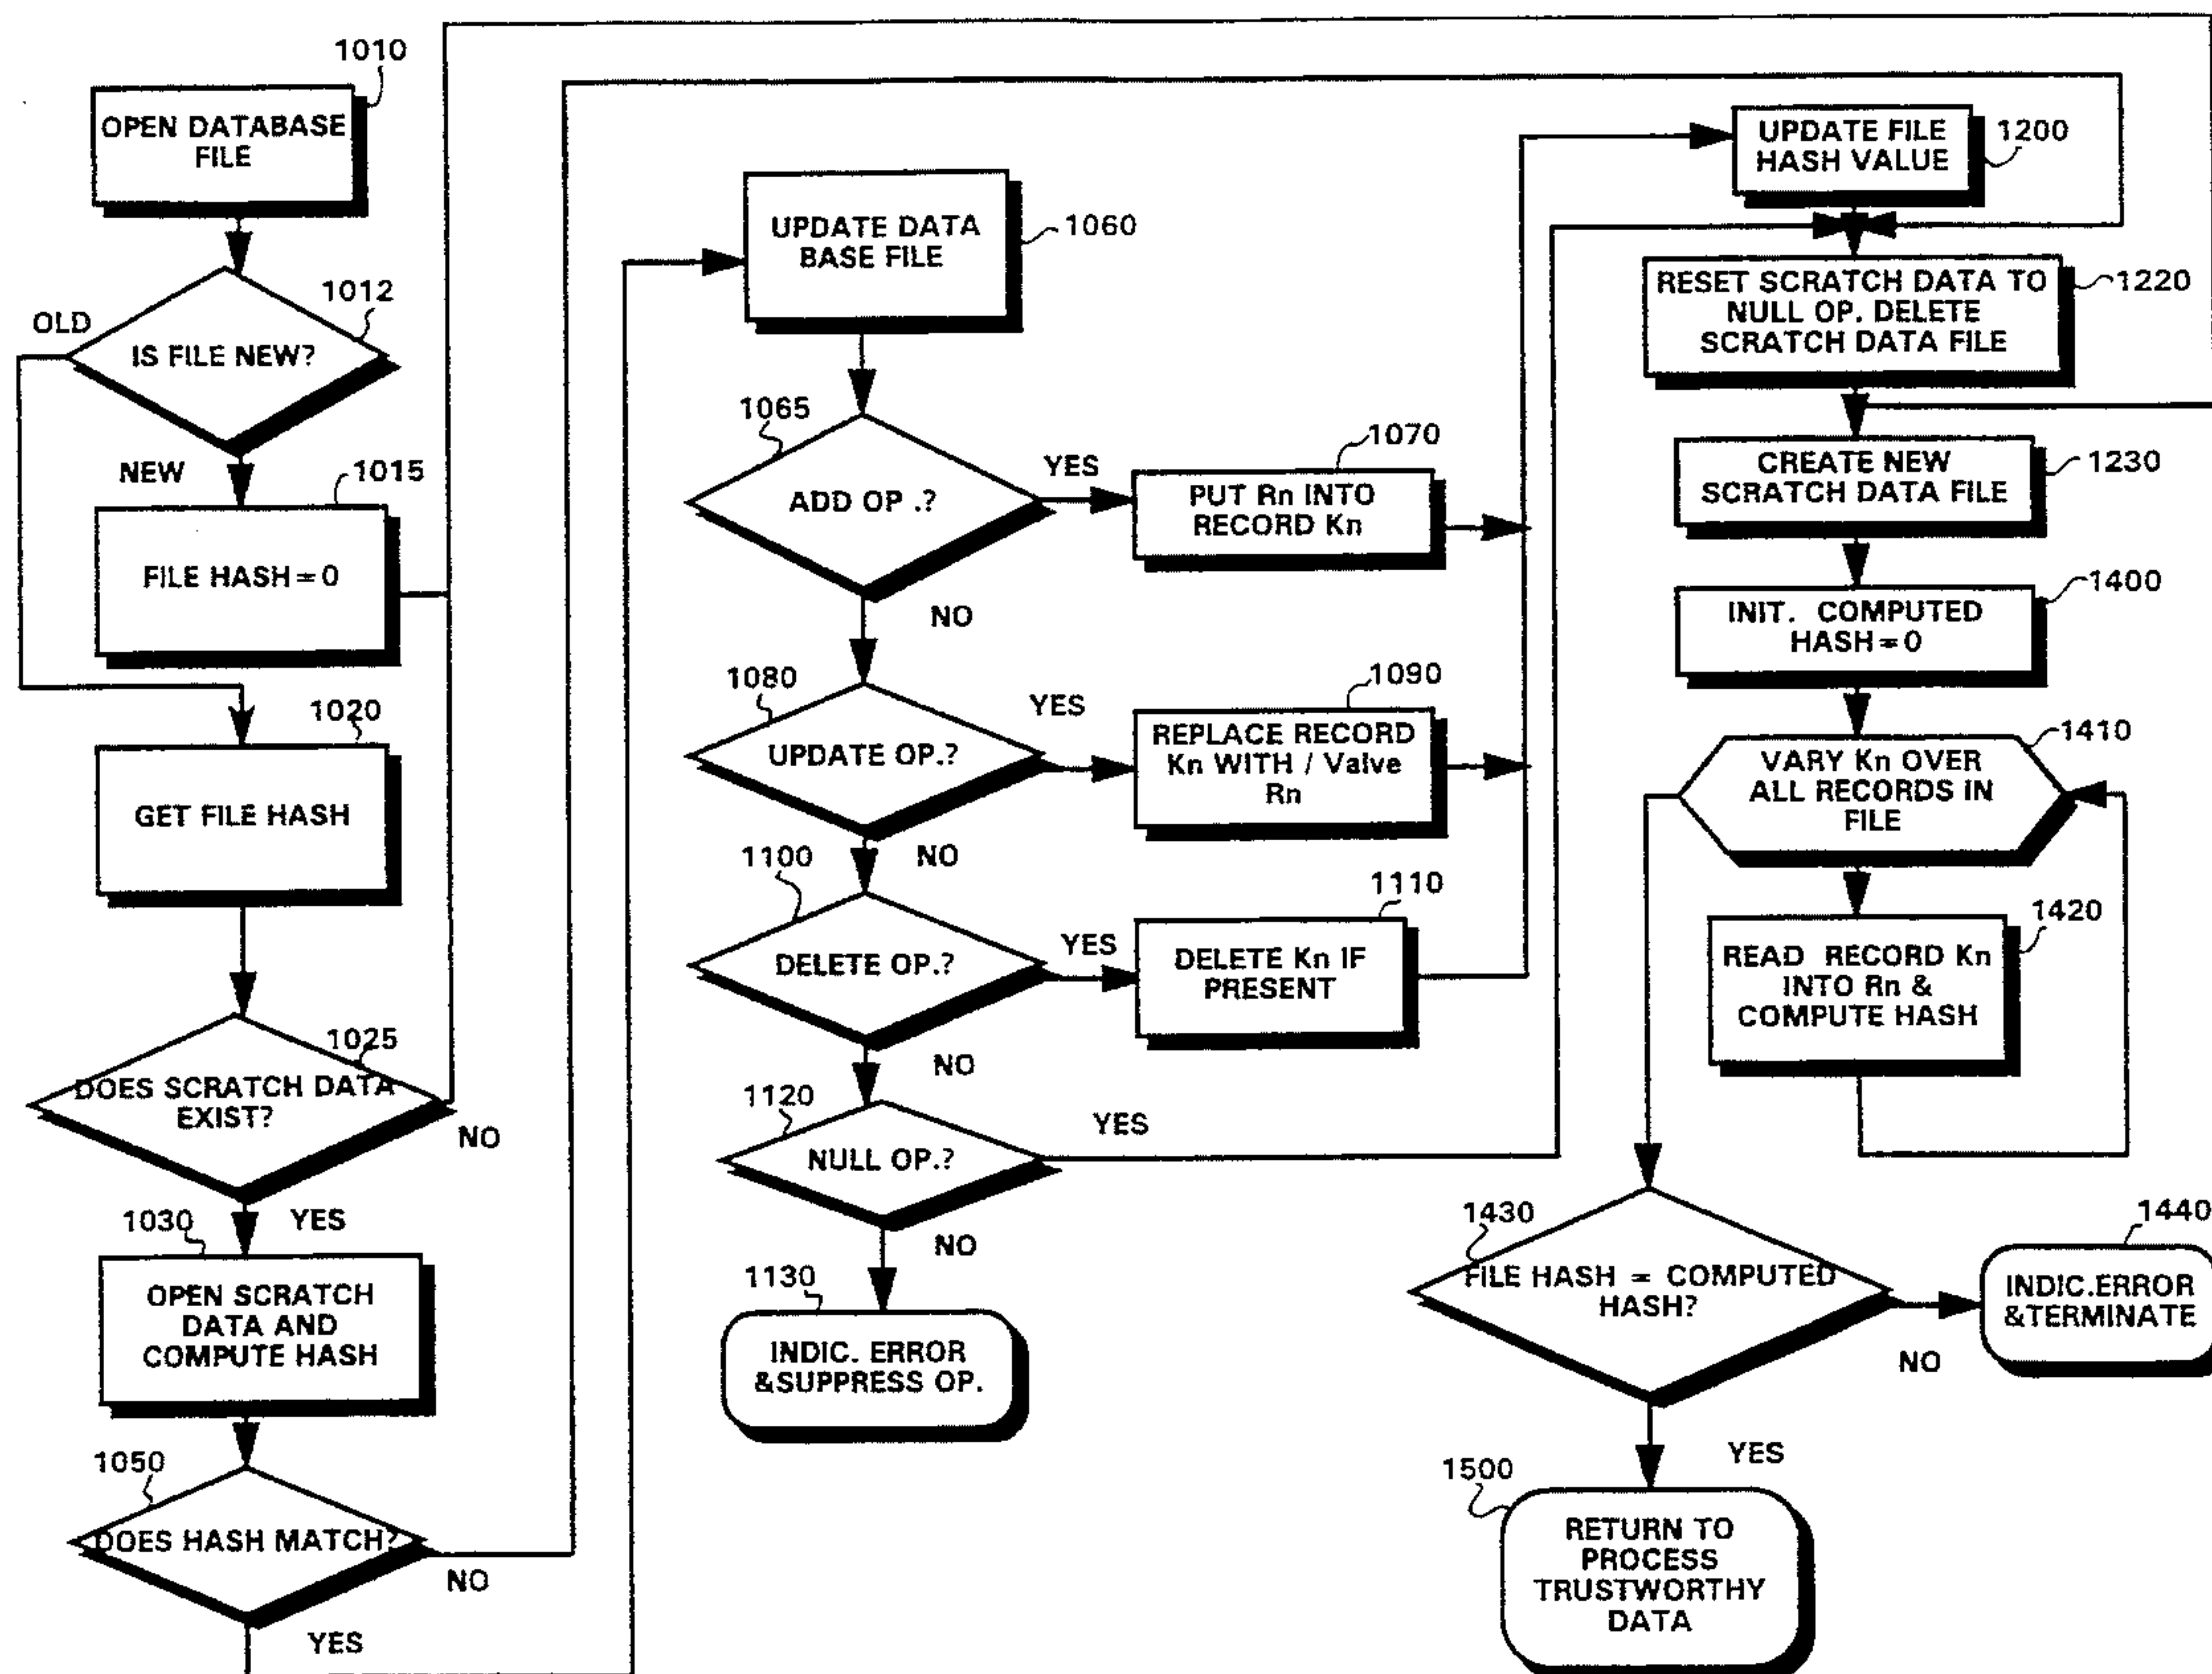 1010
OPEN DATABASE
FILE
1012
OLD
IS FILE NEW?
NEW
1015
FILE HASH = 0
1020
GET FILE HASH
1025
DOES SCRATCH DATA
EXIST?
NO
YES
1030
OPEN SCRATCH
DATA AND
COMPUTE HASH
1050
DOES HASH MATCH?
NO
YES
UPDATE DATA
BASE FILE
1060
1065
ADD OP .?
YES
1070
PUT Rn INTO
RECORD Kn
NO
1080
UPDATE OP.?
YES
1090
REPLACE RECORD
Kn WITH / Valve
Rn
NO
1100
DELETE OP.?
YES
1110
DELETE Kn IF
PRESENT
NO
1120
NULL OP.?
YES
NO
1130
INDIC. ERROR
&SUPPRESS OP.
UPDATE FILE
HASH VALUE
1200
RESET SCRATCH DATA TO
NULL OP. DELETE
SCRATCH DATA FILE
1220
CREATE NEW
SCRATCH DATA FILE
1230
INIT. COMPUTED
HASH = 0
1400
VARY Kn OVER
ALL RECORDS IN
FILE
1410
1420
READ RECORD Kn
INTO Rn &
COMPUTE HASH
1430
FILE HASH = COMPUTED
HASH?
NO
1440
INDIC.ERROR
&TERMINATE
YES
1500
RETURN TO
PROCESS
TRUSTWORTHY
DATA